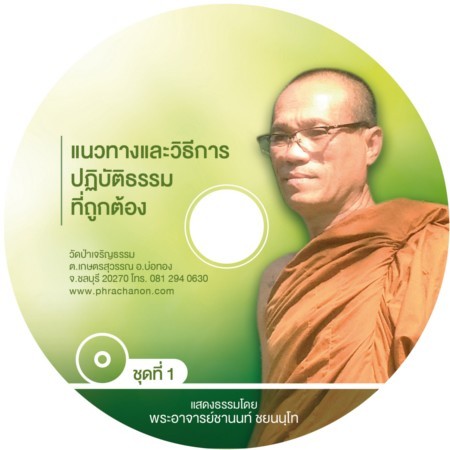 แนวทางและวิธีการ
ปฏิบัติธรรม
ที่ถูกต้อง
วัดป่าเจริญธรรม
ต.เกษตรสุวรรณ อ.บ่อทอง
จ.ชลบุรี 20270 โทร. 081 294 0630
www.phrachanon.com
ชุดที่ 1
แสดงธรรมโดย
พระอาจารย์ชานนท์ ชยนนฺโท